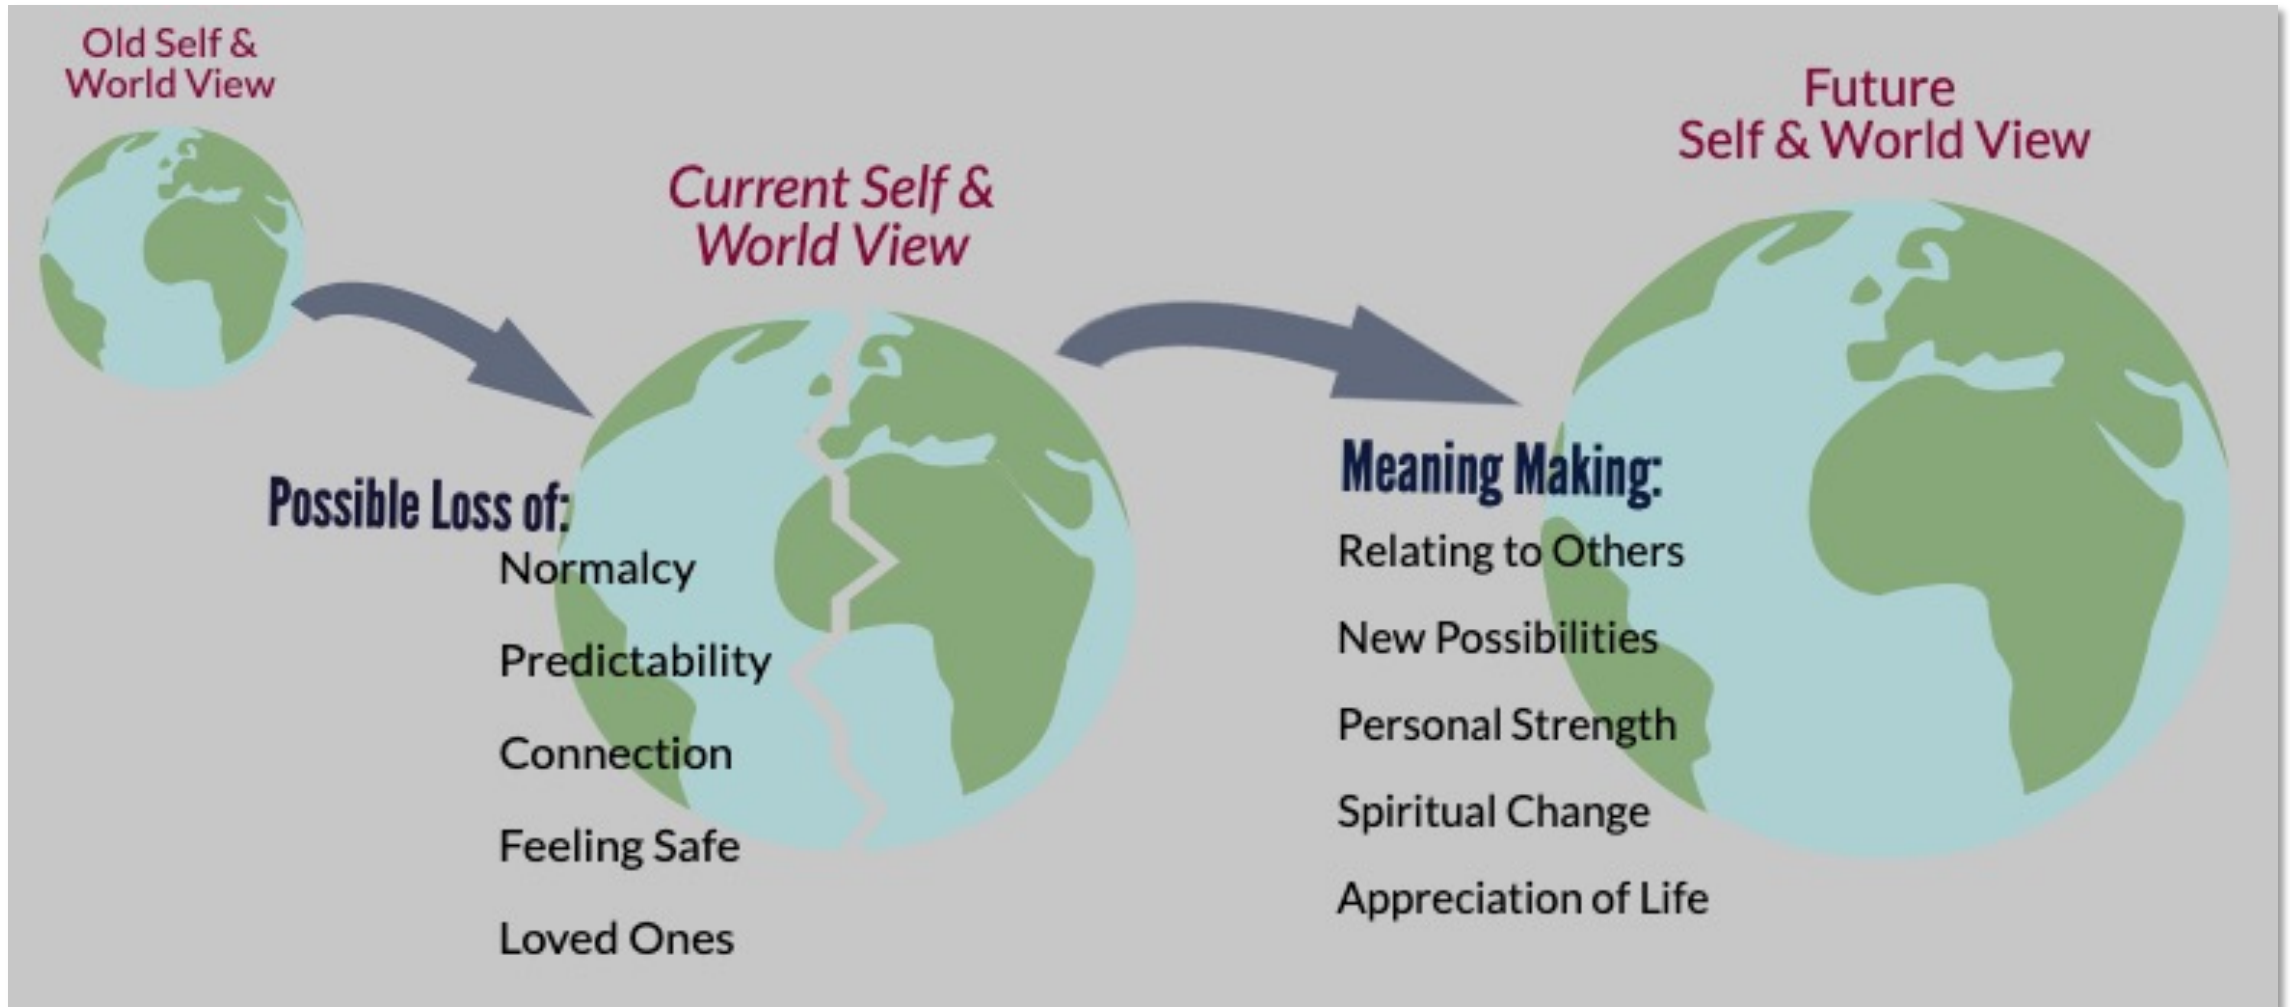 Old Self &
World View
Current Self &
World View
Future
Self & World View
Possible Loss of:
Normalcy
Predictability
Connection
Feeling Safe
Loved Ones
Meaning Making:
Relating to Others
New Possibilities
Personal Strength
Spiritual Change
Appreciation of Life